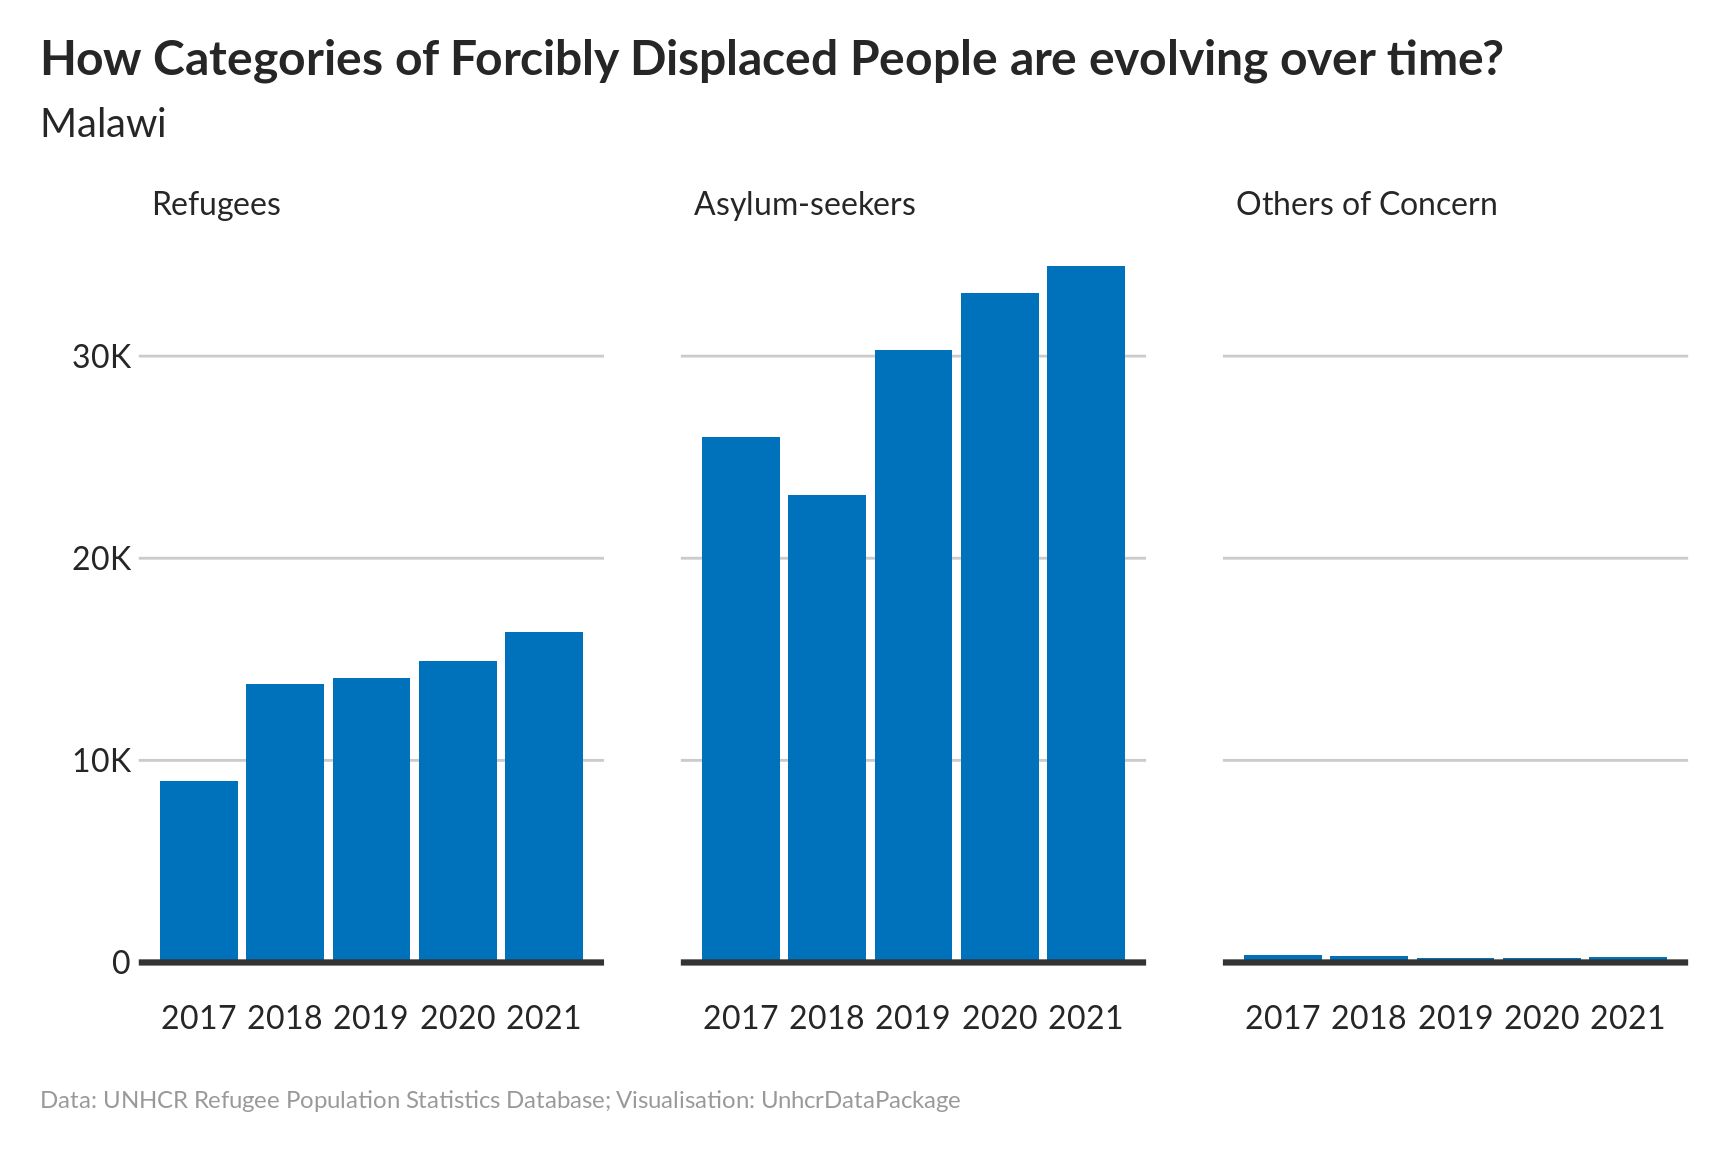 How Categories of Forcibly Displaced People are evolving over time?
Malawi
Refugees
Asylum-seekers
Others of Concern
30K
20K
10K
0
2017 2018 2019 2020 2021
2017 2018 2019 2020 2021
2017 2018 2019 2020 2021
Data: UNHCR Refugee Population Statistics Database; Visualisation: UnhcrDataPackage